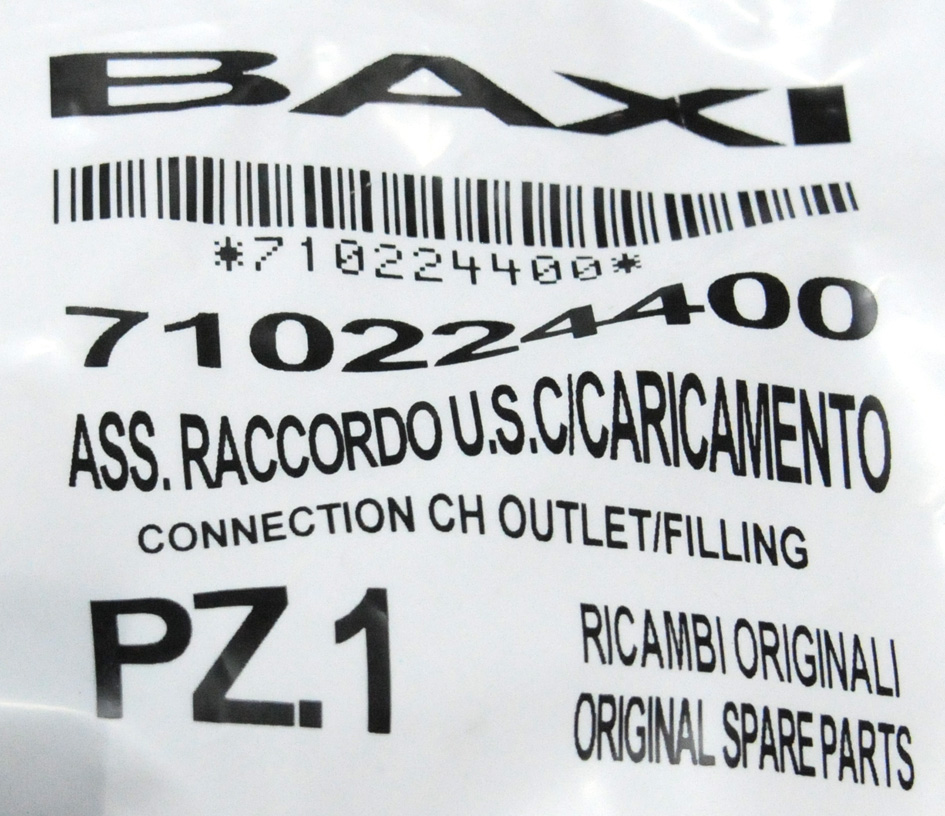 BAXI
*710224400*
710224400
ASS. RACCORDO U.S.C/CARICAMENTO
CONNECTION CH OUTLET/FILLING
PZ.1
RICAMBI ORIGINALI
ORIGINAL SPARE PARTS